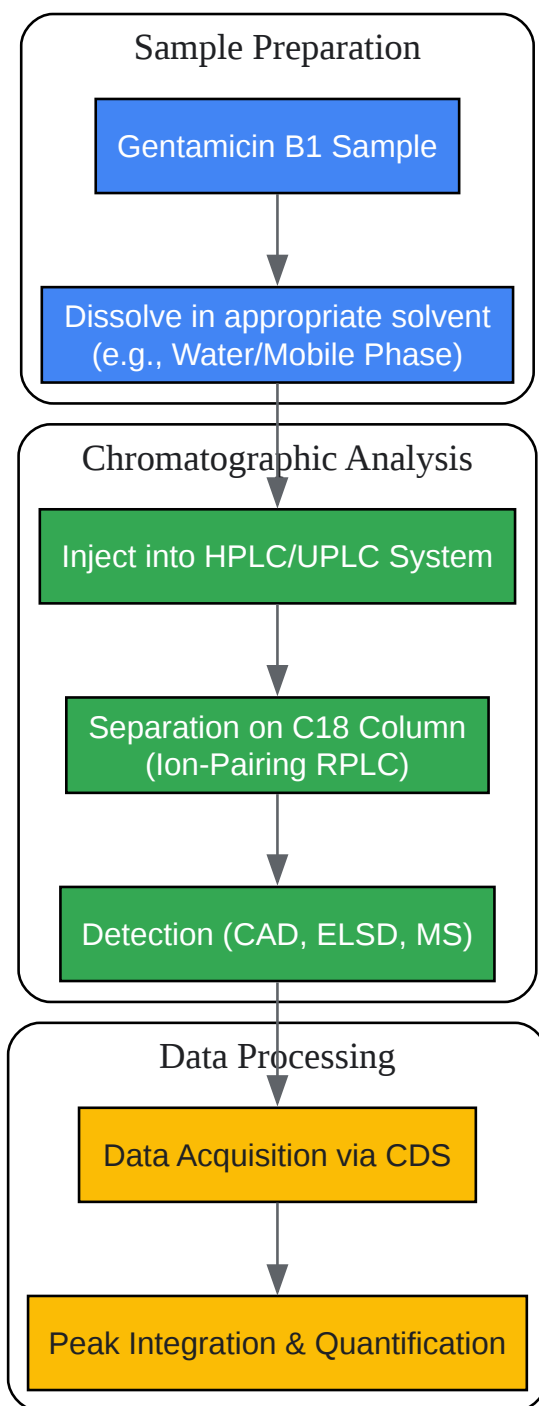 Sample Preparation
Gentamicin B1 Sample
Dissolve in appropriate solvent
(e.g., Water/Mobile Phase)
Chromatographic Analysis
Inject into HPLC/UPLC System
Separation on C18 Column
(Ion-Pairing RPLC)
Detection (CAD, ELSD, MS)
Data Processing
Data Acquisition via CDS
Peak Integration & Quantification